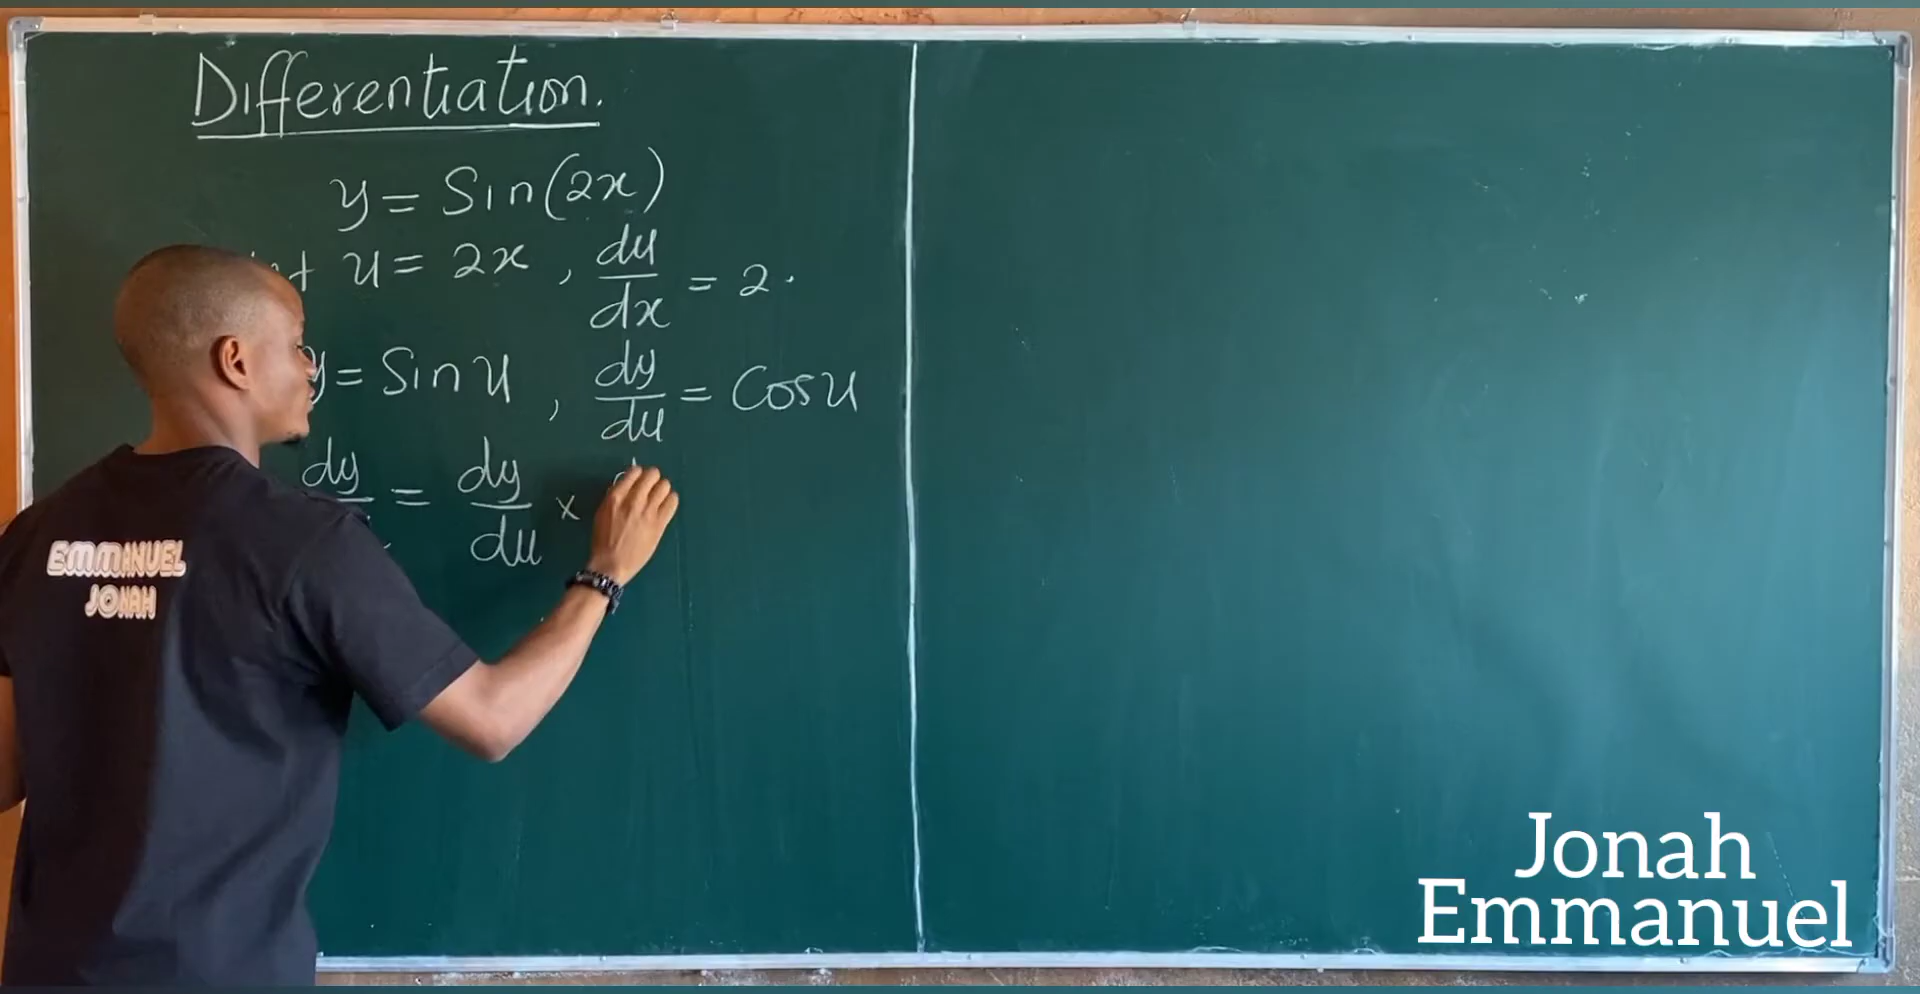 Differentiation.
y = Sin(2x)
u = 2x , du/dx = 2.
y = Sin u , dy/du = Cos u
dy = dy/du ×
EMMANUEL
JONAH
Jonah
Emmanuel